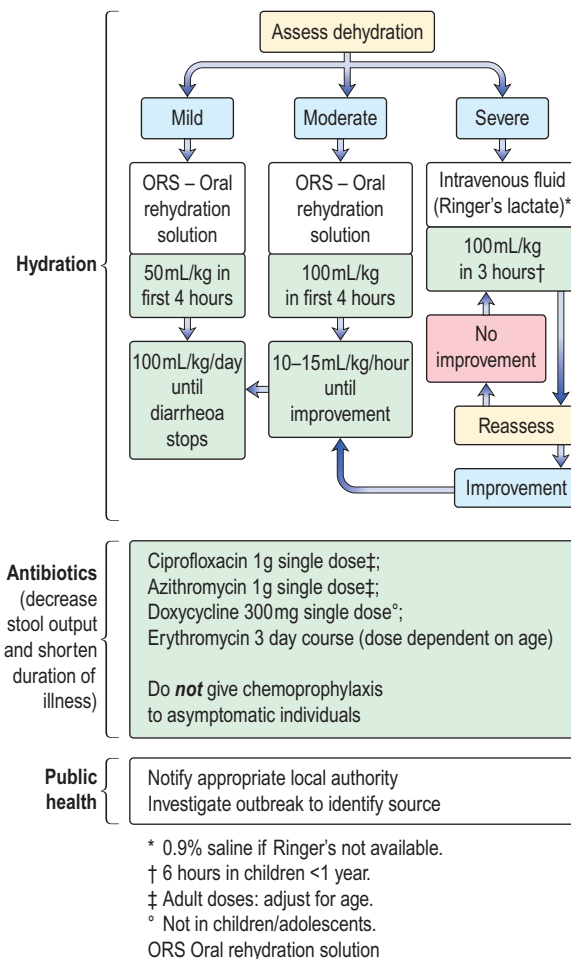 Assess dehydration
Mild
Moderate
Severe
ORS – Oral
rehydration
solution
ORS – Oral
rehydration
solution
Intravenous fluid
(Ringer's lactate)*
Hydration
50mL/kg in
first 4 hours
100mL/kg
in first 4 hours
100mL/kg
in 3 hours†
No
improvement
100mL/kg/day
until
diarrhoea
stops
10–15mL/kg/hour
until
improvement
Reassess
Improvement
Antibiotics
(decrease
stool output
and shorten
duration of
illness)
Ciprofloxacin 1g single dose‡;
Azithromycin 1g single dose‡;
Doxycycline 300mg single dose°;
Erythromycin 3 day course (dose dependent on age)
Do not give chemoprophylaxis
to asymptomatic individuals
Public
health
Notify appropriate local authority
Investigate outbreak to identify source
* 0.9% saline if Ringer's not available.
† 6 hours in children <1 year.
‡ Adult doses: adjust for age.
° Not in children/adolescents.
ORS Oral rehydration solution